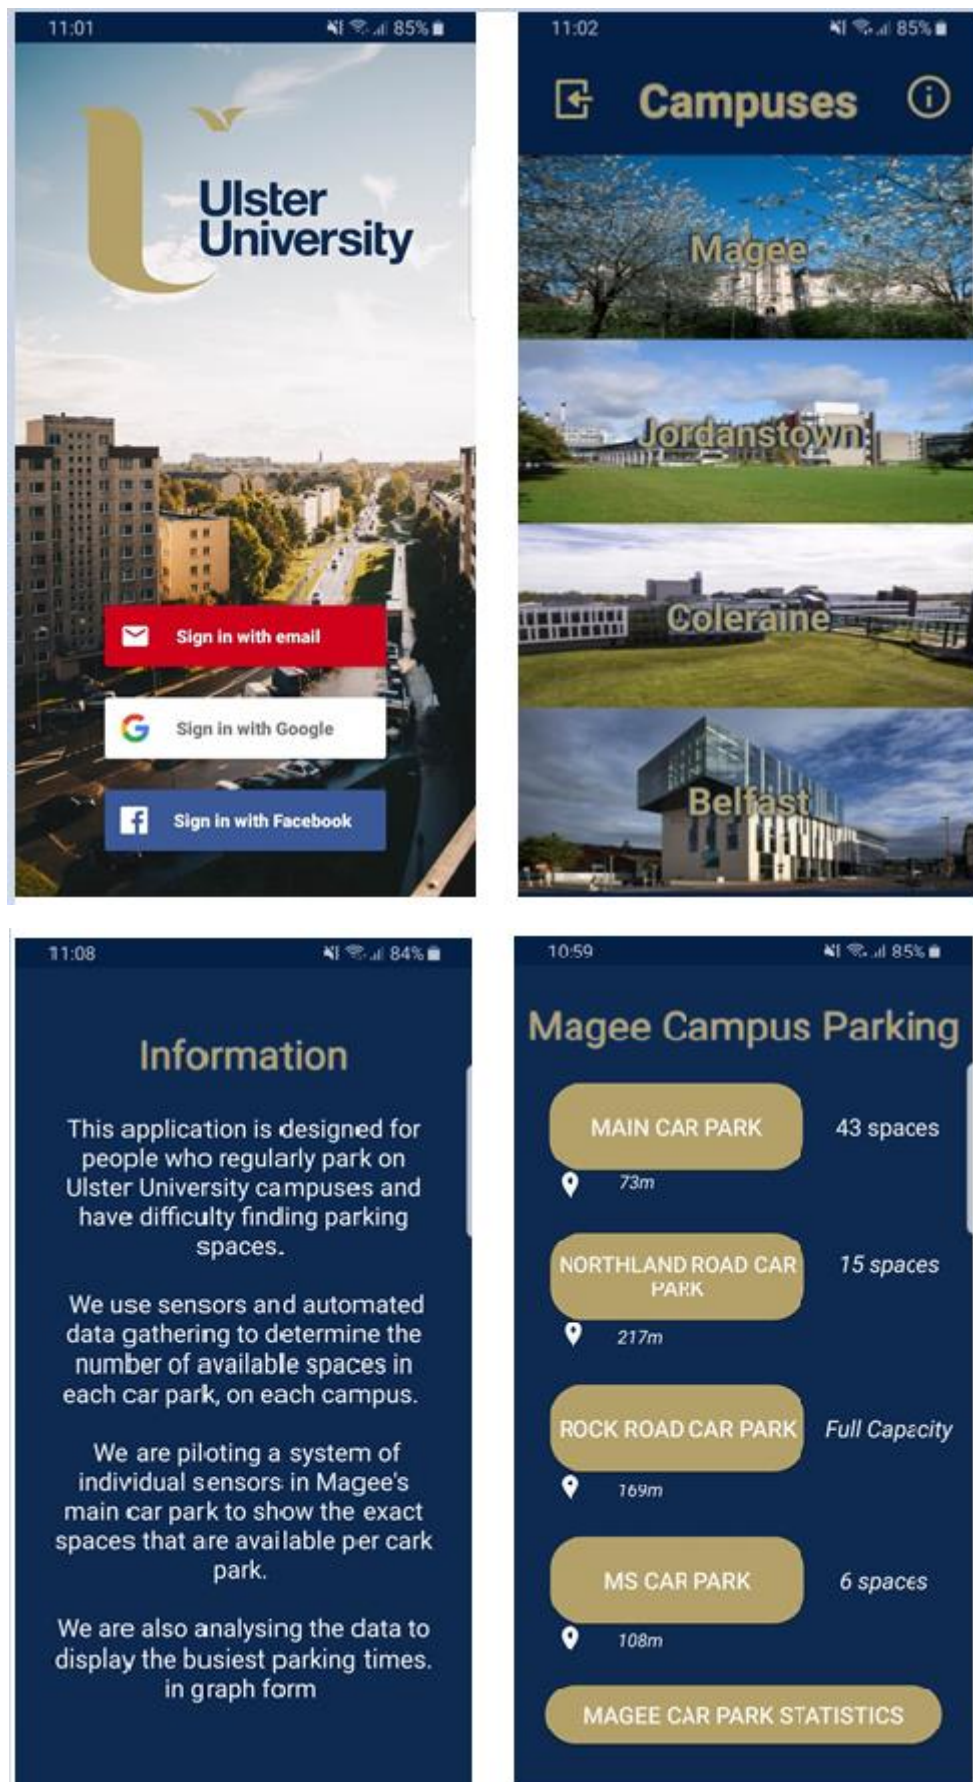 11:01
85%
Ulster
University
Sign in with email
Sign in with Google
Sign in with Facebook
11:02
85%
Campuses
Magee
Jordanstown
Coleraine
Belfast
11:08
84%
Information
This application is designed for
people who regularly park on
Ulster University campuses and
have difficulty finding parking
spaces.
We use sensors and automated
data gathering to determine the
number of available spaces in
each car park, on each campus.
We are piloting a system of
individual sensors in Magee's
main car park to show the exact
spaces that are available per cark
park.
We are also analysing the data to
display the busiest parking times.
in graph form
10:59
85%
Magee Campus Parking
MAIN CAR PARK
43 spaces
73m
NORTHLAND ROAD CAR
PARK
15 spaces
217m
ROCK ROAD CAR PARK
Full Capacity
169m
MS CAR PARK
6 spaces
108m
MAGEE CAR PARK STATISTICS